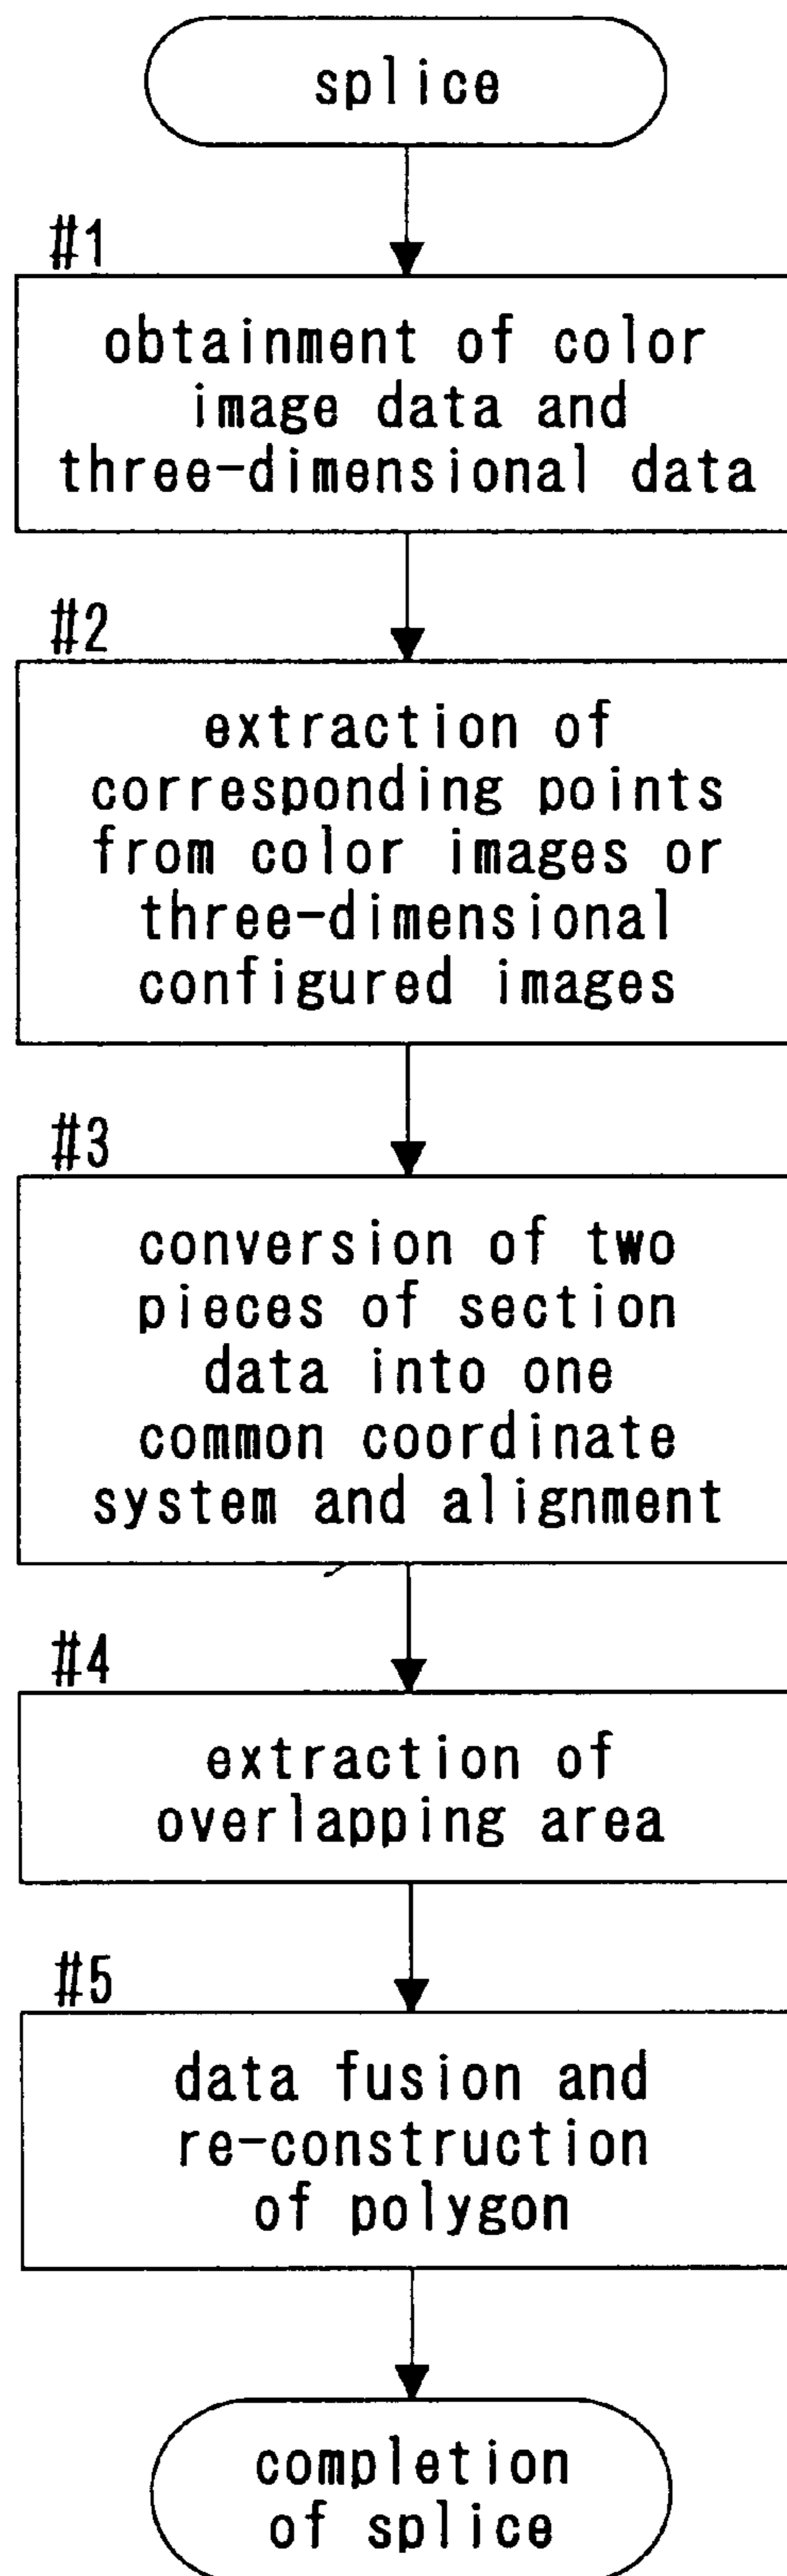 splice
#1
obtainment of color
image data and
three-dimensional data
#2
extraction of
corresponding points
from color images or
three-dimensional
configured images
#3
conversion of two
pieces of section
data into one
common coordinate
system and alignment
#4
extraction of
overlapping area
#5
data fusion and
re-construction
of polygon
completion
of splice